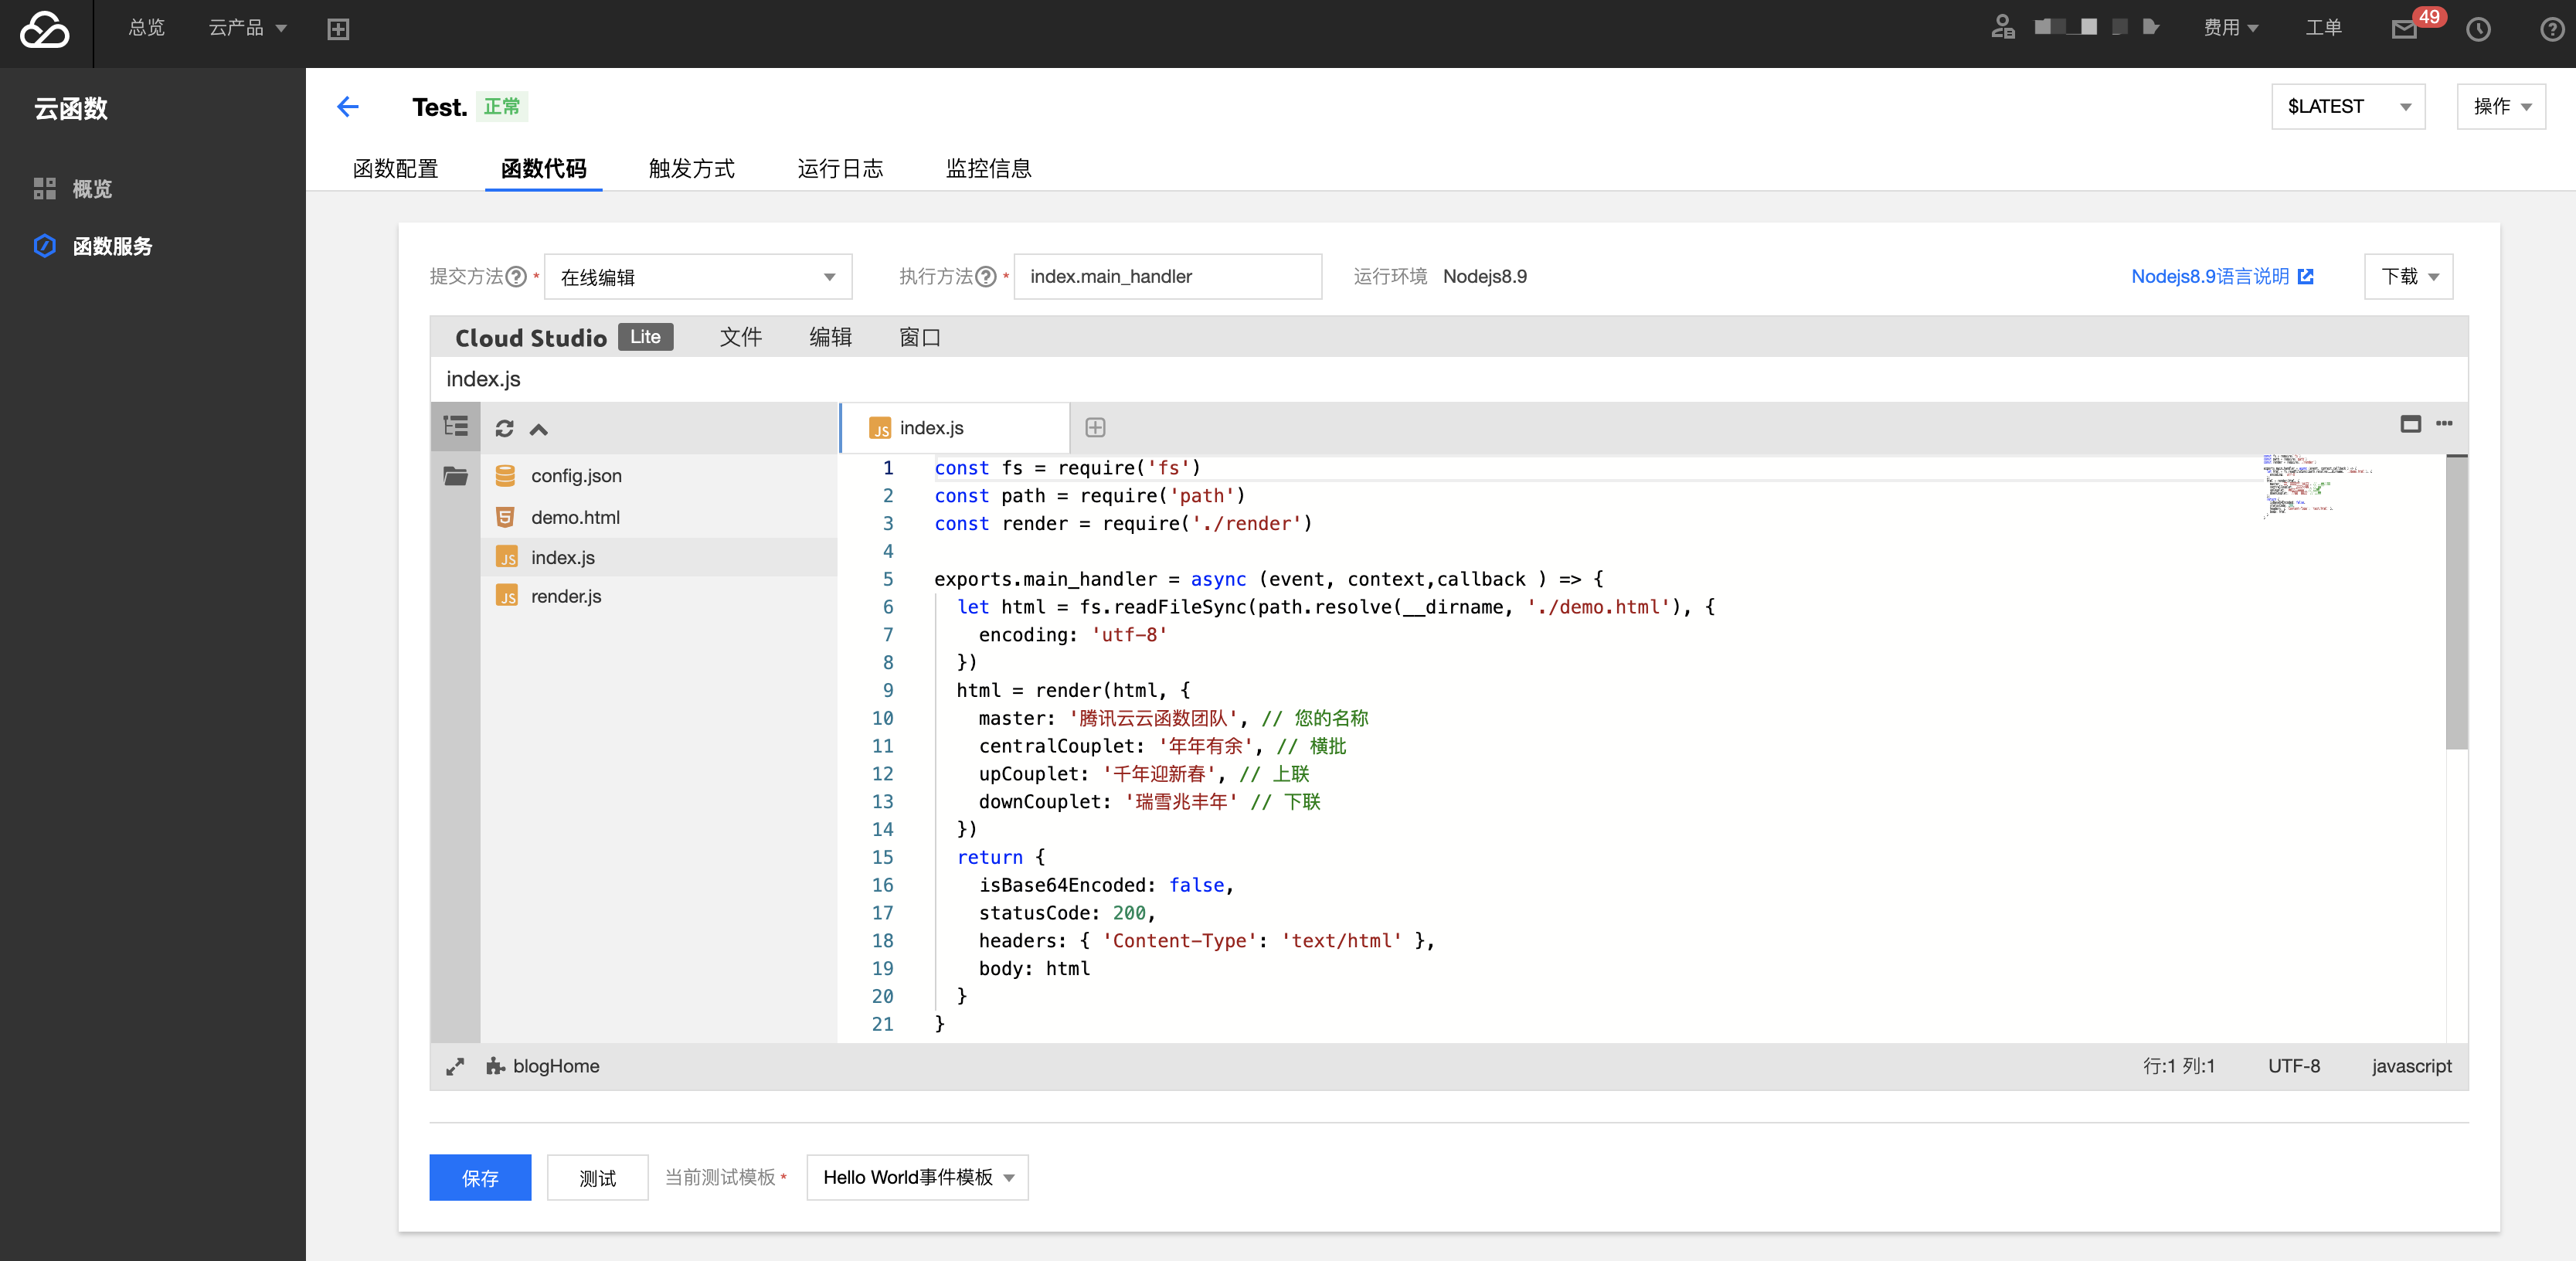 总览 云产品 费用 工单 49
云函数
概览
函数服务
Test. 正常 $LATEST 操作
函数配置 函数代码 触发方式 运行日志 监控信息
提交方法 * 在线编辑 执行方法 * index.main_handler 运行环境 Nodejs8.9 Nodejs8.9语言说明 下载
Cloud Studio Lite 文件 编辑 窗口
index.js
index.js
config.json
demo.html
index.js
render.js
1 const fs = require('fs')
2 const path = require('path')
3 const render = require('./render')
4
5 exports.main_handler = async (event, context,callback ) => {
6 let html = fs.readFileSync(path.resolve(__dirname, './demo.html'), {
7 encoding: 'utf-8'
8 })
9 html = render(html, {
10 master: '腾讯云云函数团队', // 您的名称
11 centralCouplet: '年年有余', // 横批
12 upCouplet: '千年迎新春', // 上联
13 downCouplet: '瑞雪兆丰年' // 下联
14 })
15 return {
16 isBase64Encoded: false,
17 statusCode: 200,
18 headers: { 'Content-Type': 'text/html' },
19 body: html
20 }
21 }
blogHome 行:1 列:1 UTF-8 javascript
保存 测试 当前测试模板 * Hello World事件模板